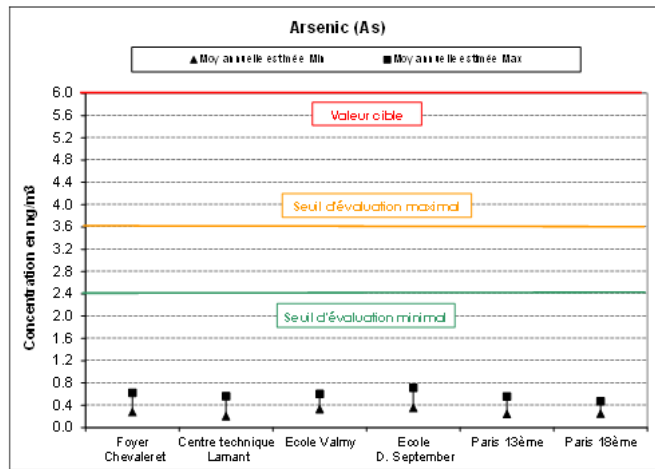 Arsenic (As)
▲ Moy annuelle estimée Min ■ Moy annuelle estimée Max
Concentration en ng/m3
6.0
5.6
5.2
4.8
4.4
4.0
3.6
3.2
2.8
2.4
2.0
1.6
1.2
0.8
0.4
0.0
Valeur cible
Seuil d'évaluation maximal
Seuil d'évaluation minimal
Foyer Centre technique Ecole Valmy Ecole Paris 13ème Paris 18ème
Chevaleret Lamant D. September